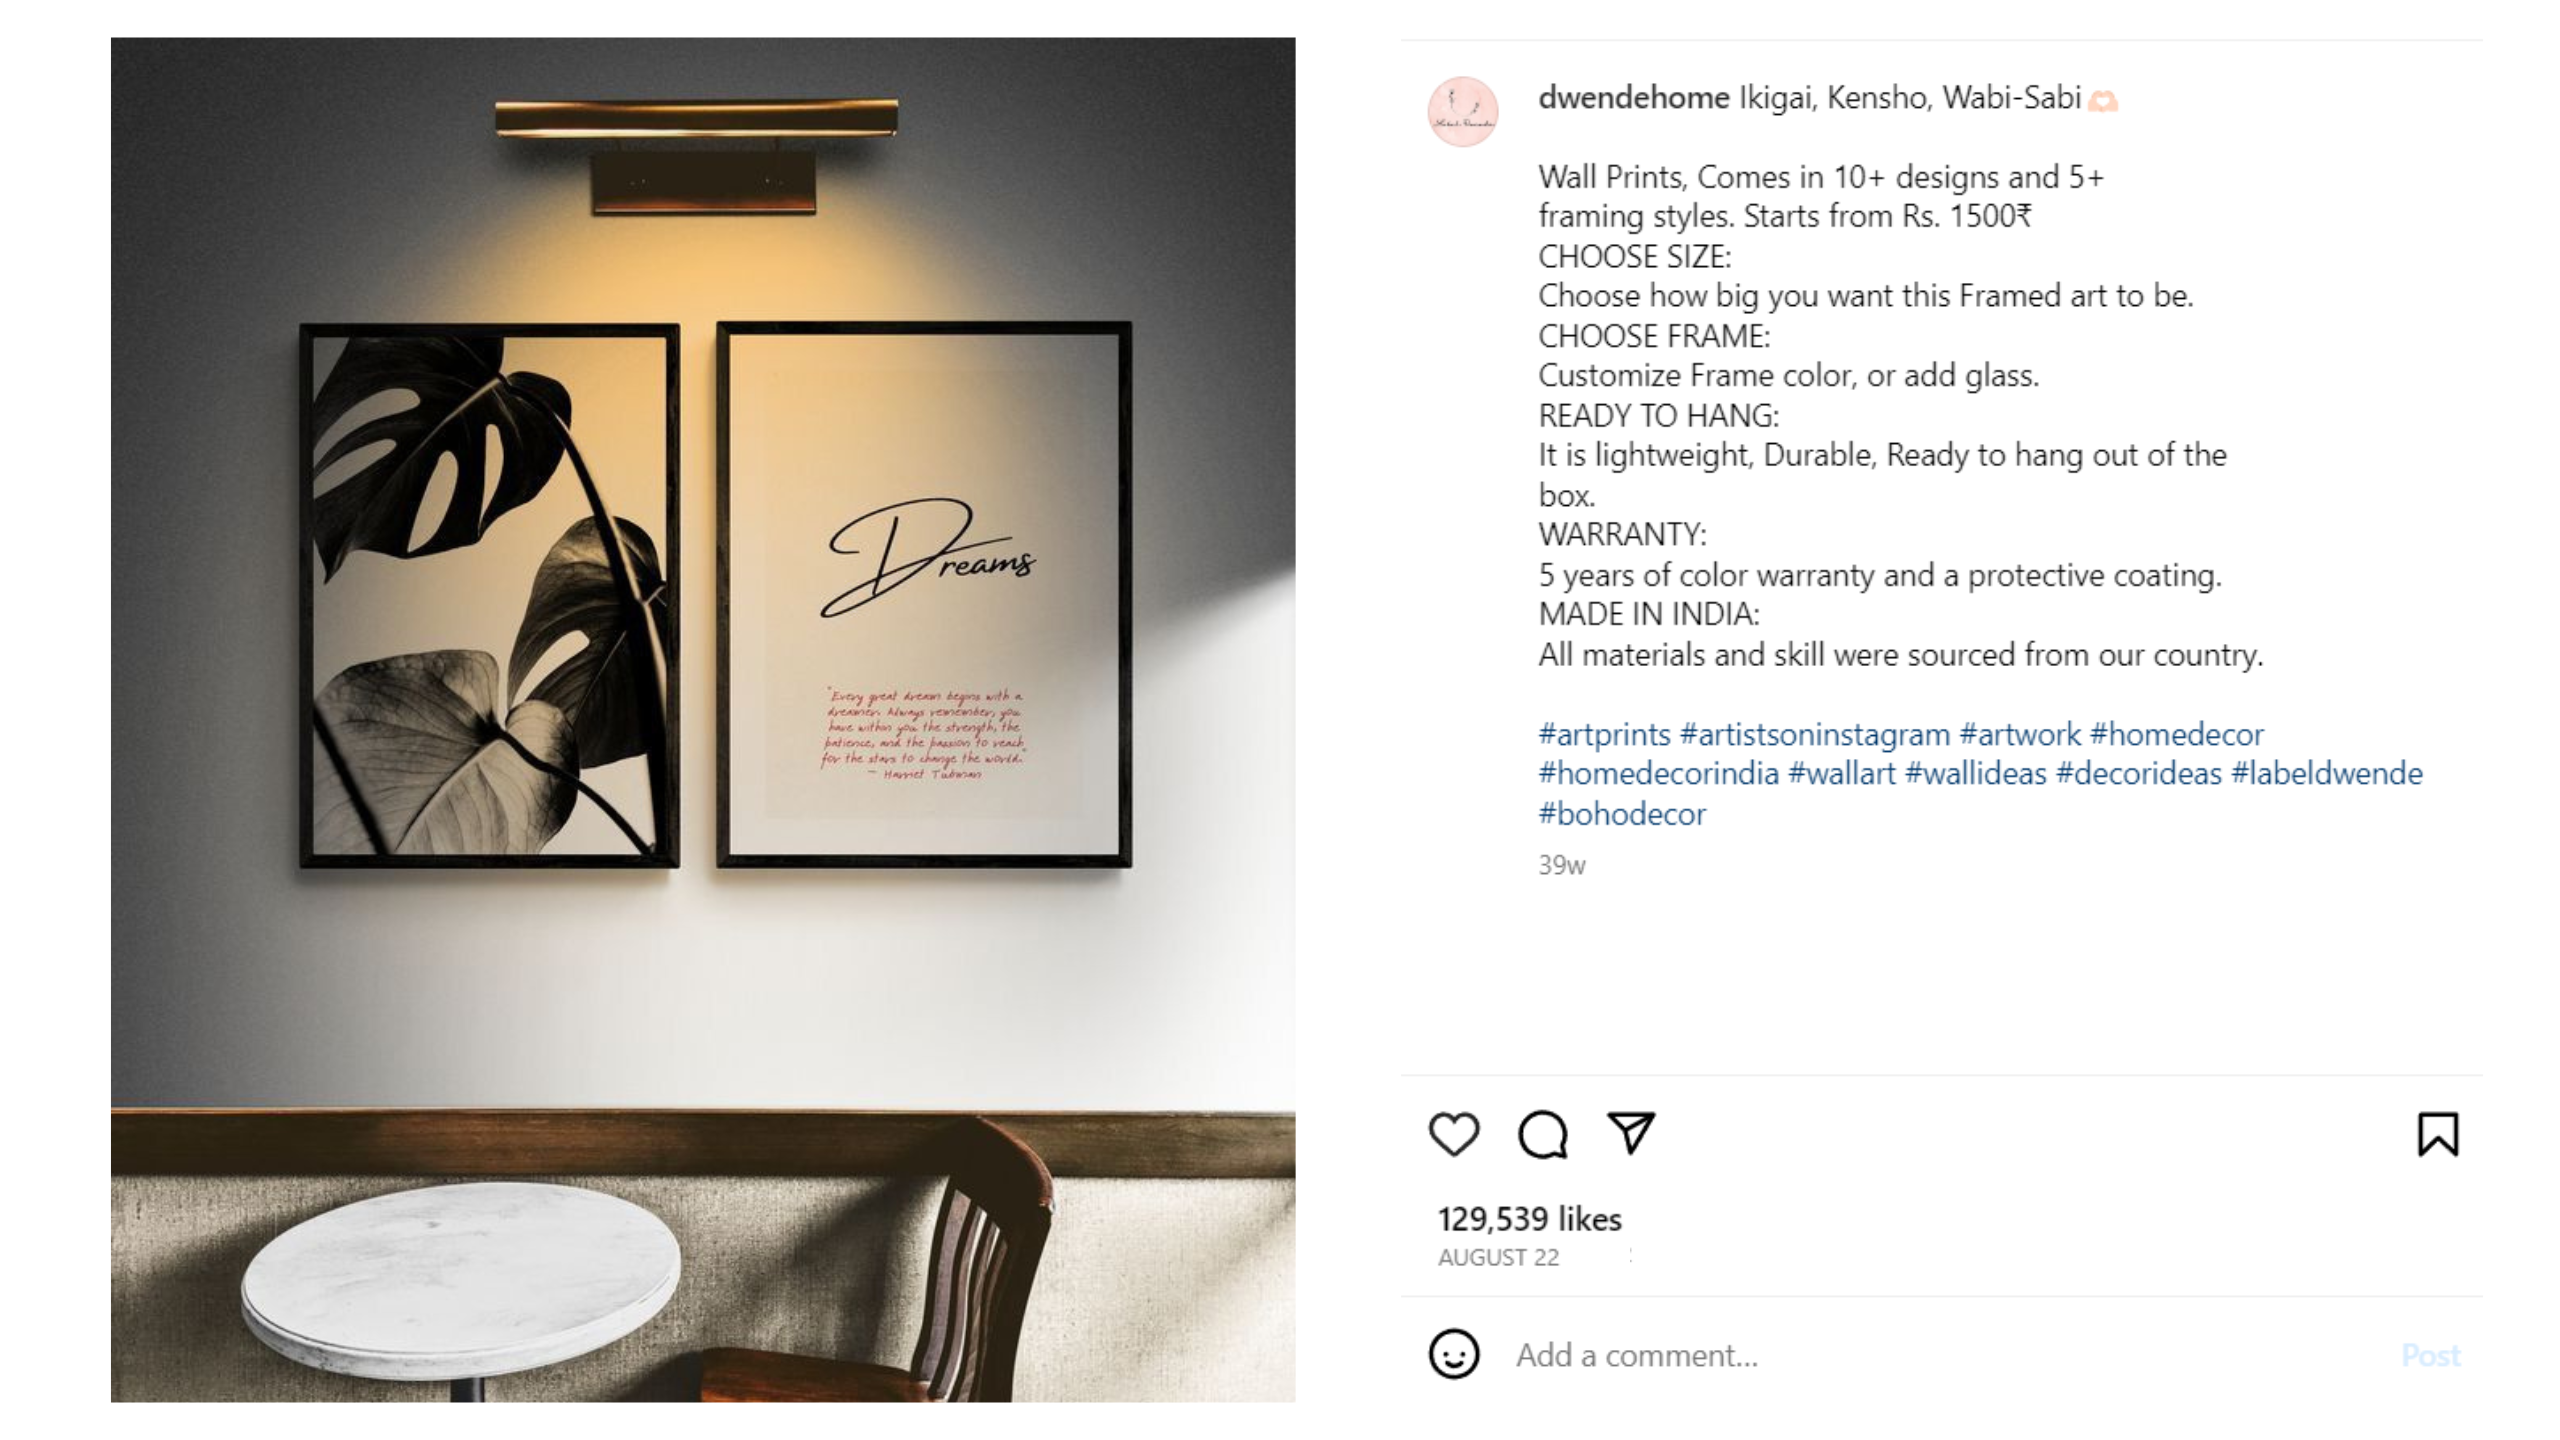 Dreams
"Every great dream begins with a
dreamer. Always remember, you
have within you the strength, the
patience, and the passion to reach
for the stars to change the world."
– Harriet Tubman
dwendehome Ikigai, Kensho, Wabi-Sabi🫶🏻
Wall Prints, Comes in 10+ designs and 5+
framing styles. Starts from Rs. 1500₹
CHOOSE SIZE:
Choose how big you want this Framed art to be.
CHOOSE FRAME:
Customize Frame color, or add glass.
READY TO HANG:
It is lightweight, Durable, Ready to hang out of the
box.
WARRANTY:
5 years of color warranty and a protective coating.
MADE IN INDIA:
All materials and skill were sourced from our country.
#artprints #artistsoninstagram #artwork #homedecor
#homedecorindia #wallart #wallideas #decorideas #labeldwende
#bohodecor
39w
129,539 likes
AUGUST 22
Add a comment...
Post